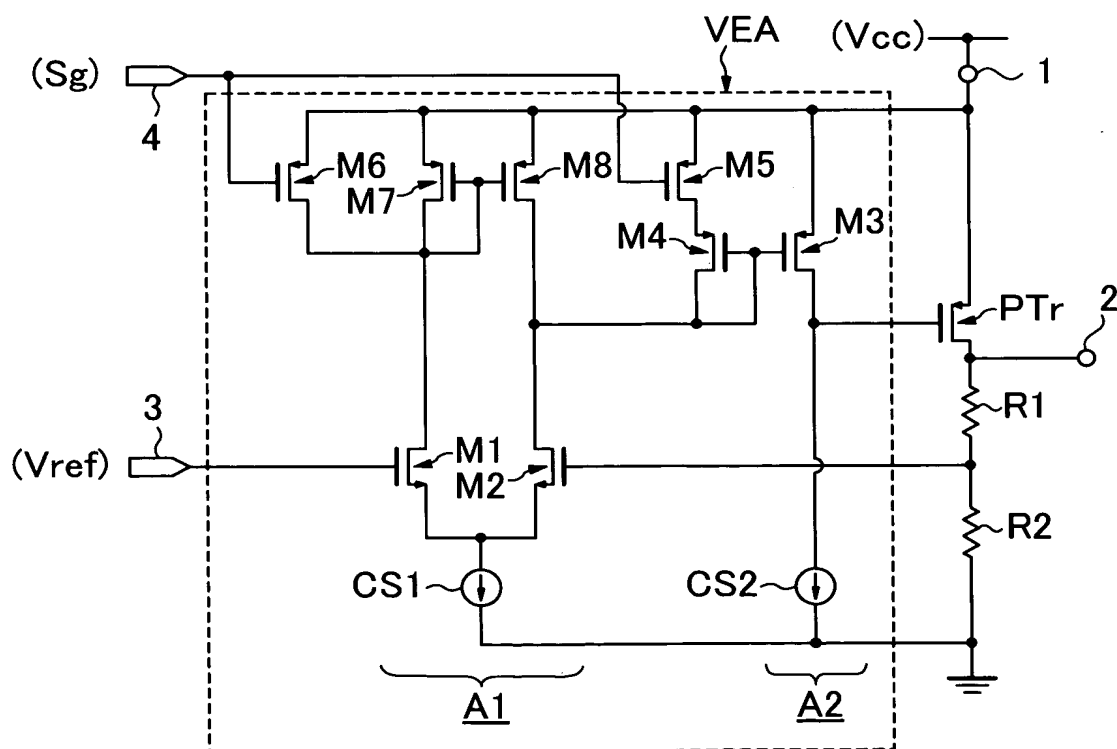 VEA
(Vcc)
1
(Sg)
4
M6
M7
M8
M5
M4
M3
PTr
2
R1
3
(Vref)
M1
M2
R2
CS1
CS2
A1
A2